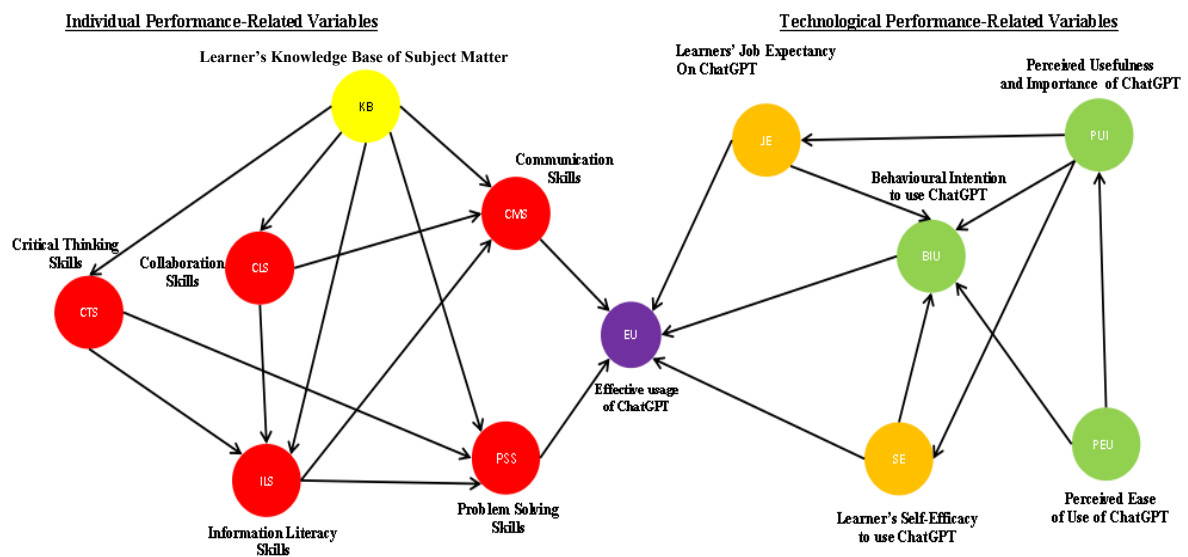 Individual Performance-Related Variables
Technological Performance-Related Variables
Learner's Knowledge Base of Subject Matter
Learners' Job Expectancy
On ChatGPT
Perceived Usefulness
and Importance of ChatGPT
KB
JE
PUI
Communication
Skills
Behavioural Intention
to use ChatGPT
CMS
Critical Thinking
Skills
Collaboration
Skills
CLS
BIU
CTS
EU
Effective usage
of ChatGPT
ILS
PSS
SE
PEU
Information Literacy
Skills
Problem Solving
Skills
Learner's Self-Efficacy
to use ChatGPT
Perceived Ease
of Use of ChatGPT